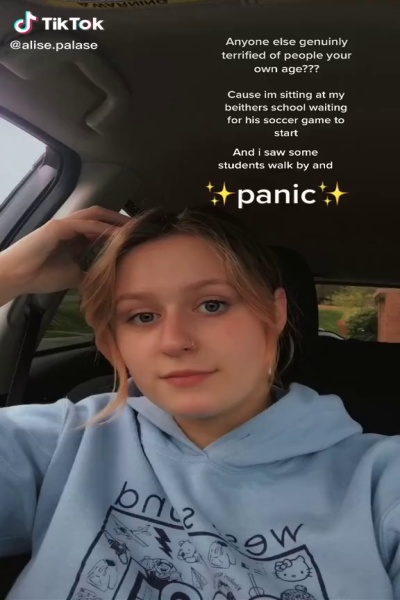 WARNING
TikTok
@alise.palase
Anyone else genuinly
terrified of people your
own age???
Cause im sitting at my
beithers school waiting
for his soccer game to
start
And i saw some
students walk by and
✨panic✨